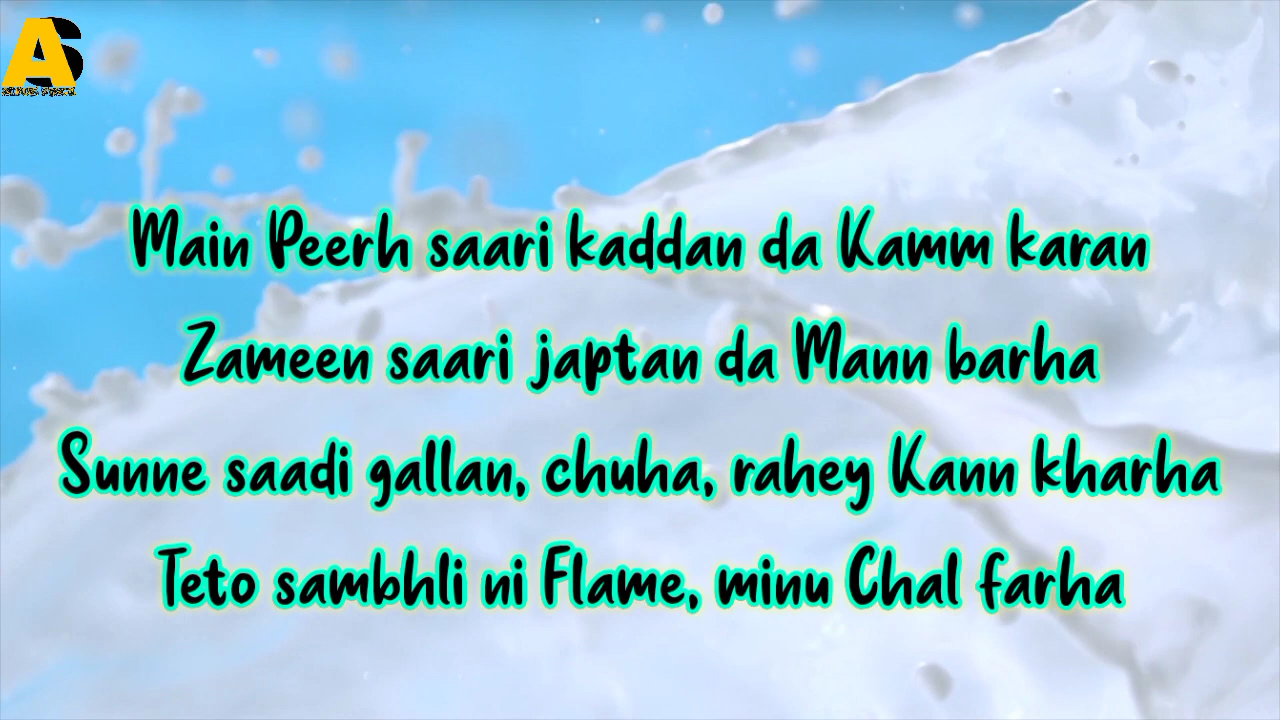 AS
Main Peerh saari kaddan da Kamm karan
Zameen saari japtan da Mann barha
Sunne saadi gallan, chuha, rahey Kann kharha
Teto sambhli ni Flame, minu Chal farha